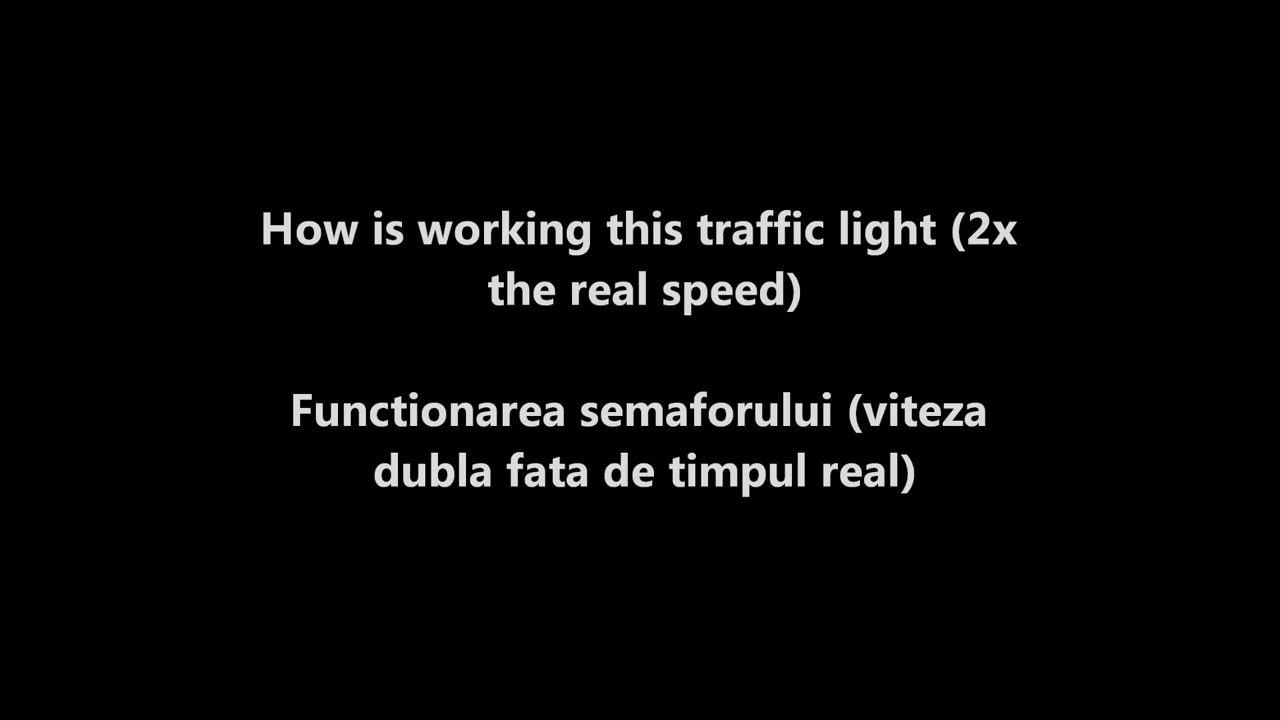 How is working this traffic light (2x
the real speed)
Functionarea semaforului (viteza
dubla fata de timpul real)